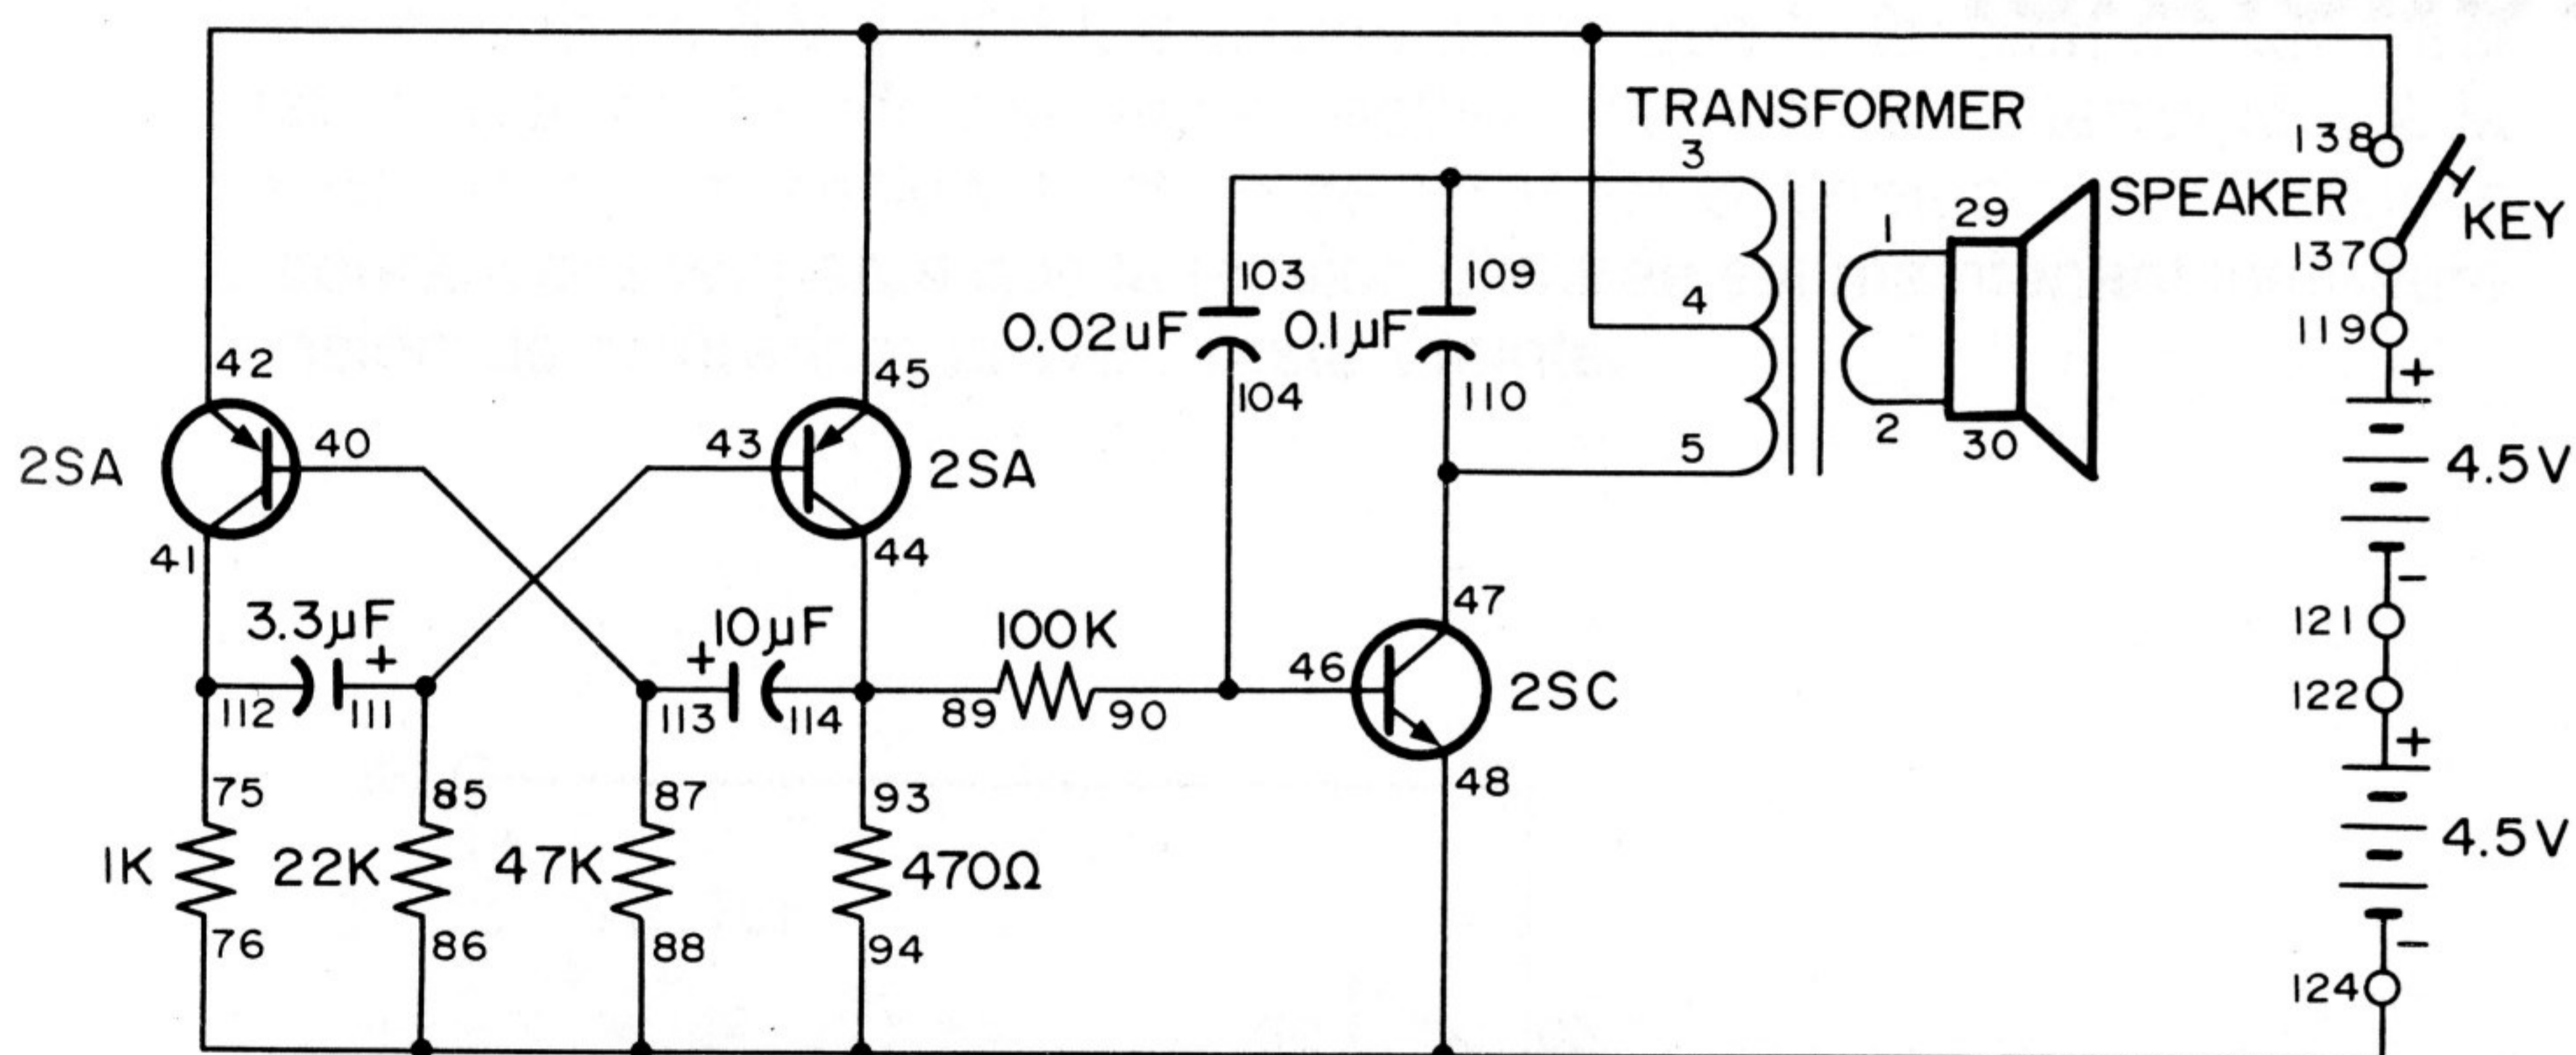 TRANSFORMER
138
3
SPEAKER
KEY
1
29
137
103
109
4
119
0.02uF
0.1µF
+
42
45
104
110
2
30
2SA
40
43
2SA
5
4.5V
41
44
−
3.3µF
+
+
10µF
100K
47
121
46
2SC
122
112
111
113
114
89
90
+
75
85
87
93
48
1K
22K
47K
470Ω
4.5V
76
86
88
94
−
124